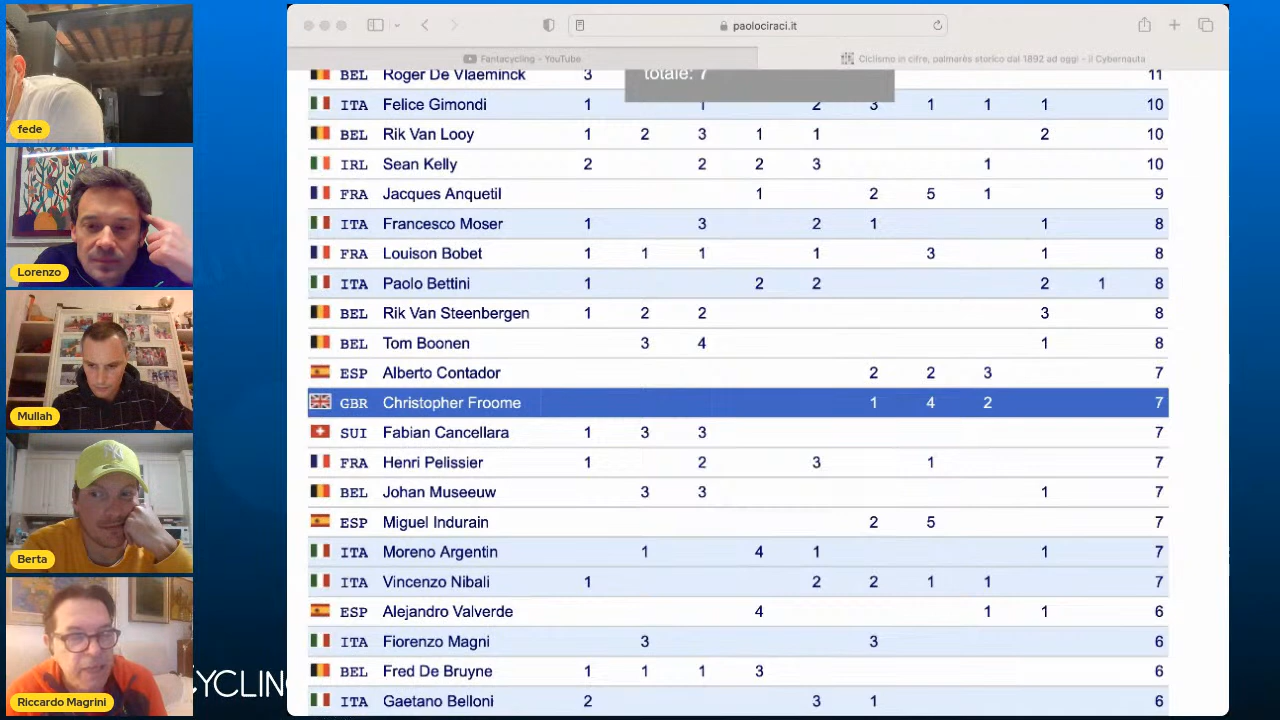 paolociraci.it
Fantacycling – YouTube
Ciclismo in cifre, palmarès storico dal 1892 ad oggi – il Cybernauta
totale: 7
BEL Roger De Vlaeminck 3 11
ITA Felice Gimondi 1 1 2 3 1 1 1 10
BEL Rik Van Looy 1 2 3 1 1 2 10
IRL Sean Kelly 2 2 2 3 1 10
FRA Jacques Anquetil 1 2 5 1 9
ITA Francesco Moser 1 3 2 1 1 8
FRA Louison Bobet 1 1 1 1 3 1 8
ITA Paolo Bettini 1 2 2 2 1 8
BEL Rik Van Steenbergen 1 2 2 3 8
BEL Tom Boonen 3 4 1 8
ESP Alberto Contador 2 2 3 7
GBR Christopher Froome 1 4 2 7
SUI Fabian Cancellara 1 3 3 7
FRA Henri Pelissier 1 2 3 1 7
BEL Johan Museeuw 3 3 1 7
ESP Miguel Indurain 2 5 7
ITA Moreno Argentin 1 4 1 1 7
ITA Vincenzo Nibali 1 2 2 1 1 7
ESP Alejandro Valverde 4 1 1 6
ITA Fiorenzo Magni 3 3 6
BEL Fred De Bruyne 1 1 1 3 6
ITA Gaetano Belloni 2 3 1 6
fede
Lorenzo
Mullah
Berta
Riccardo Magrini
YCLIN